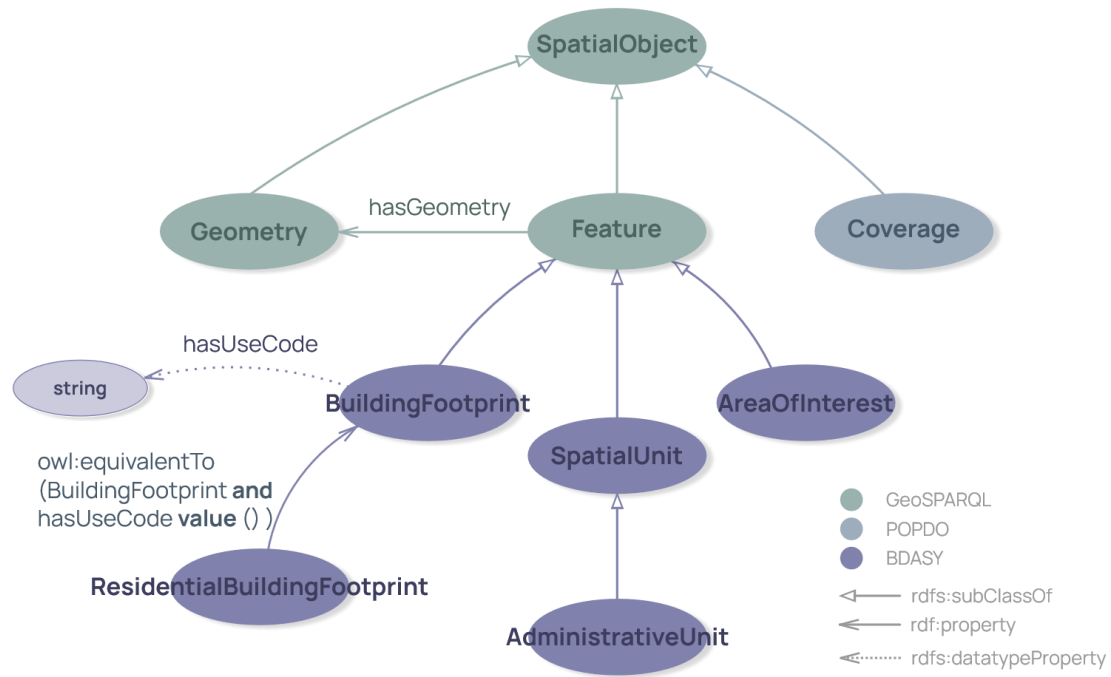 SpatialObject
hasGeometry
Geometry
Feature
Coverage
hasUseCode
string
BuildingFootprint
AreaOfInterest
SpatialUnit
owl:equivalentTo
(BuildingFootprint and
hasUseCode value () )
ResidentialBuildingFootprint
AdministrativeUnit
GeoSPARQL
POPDO
BDASY
rdfs:subClassOf
rdf:property
rdfs:datatypeProperty